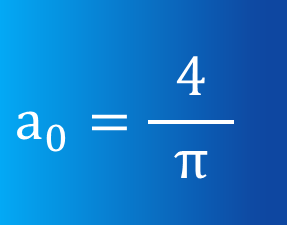 a₀ = 4/π